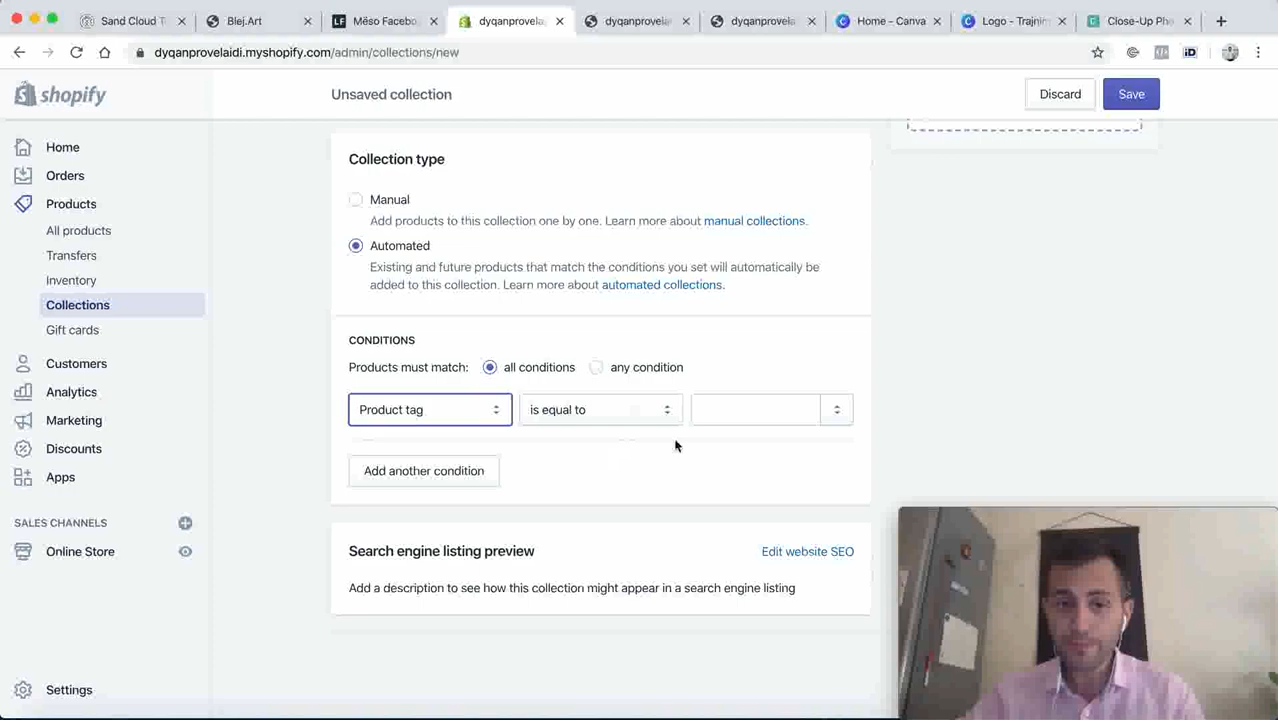 Sand Cloud T
Blej.Art
Mëso Facebo
dyqanprovela
dyqanprovela
dyqanprovela
Home - Canva
Logo - Trainin
Close-Up Pho
dyqanprovelaidi.myshopify.com/admin/collections/new
iD
shopify
Unsaved collection
Discard
Save
Home
Orders
Products
All products
Transfers
Inventory
Collections
Gift cards
Customers
Analytics
Marketing
Discounts
Apps
SALES CHANNELS
Online Store
Settings
Collection type
Manual
Add products to this collection one by one. Learn more about manual collections.
Automated
Existing and future products that match the conditions you set will automatically be
added to this collection. Learn more about automated collections.
CONDITIONS
Products must match: all conditions any condition
Product tag
is equal to
Add another condition
Search engine listing preview
Edit website SEO
Add a description to see how this collection might appear in a search engine listing